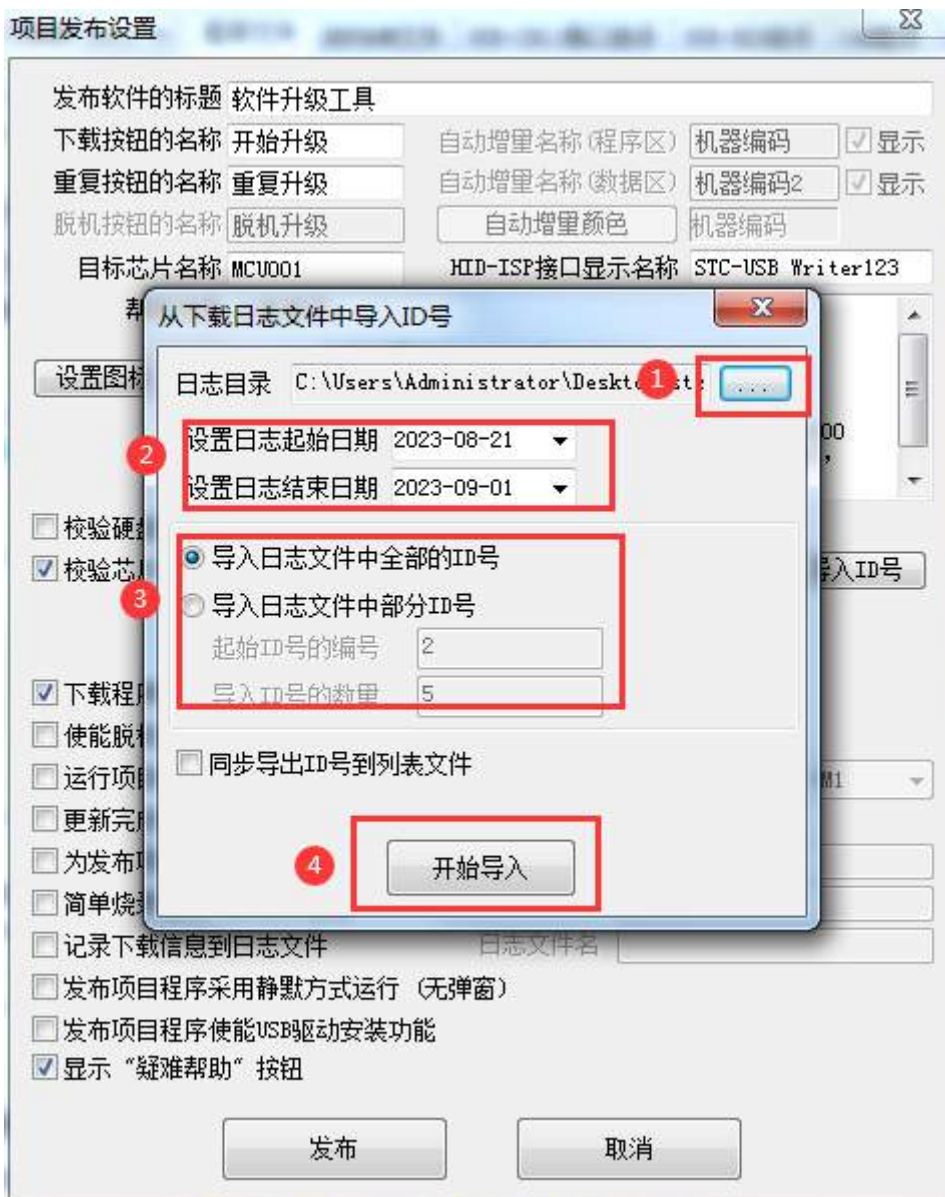 项目发布设置
发布软件的标题 软件升级工具
下载按钮的名称 开始升级 自动增量名称(程序区) 机器编码 显示
重复按钮的名称 重复升级 自动增量名称(数据区) 机器编码2 显示
脱机按钮的名称 脱机升级 自动增量颜色 机器编码
目标芯片名称 MCU001 HID-ISP接口显示名称 STC-USB Writer123
帮
从下载日志文件中导入ID号
设置图标
日志目录 C:\Users\Administrator\Deskto 1 ...
00
2 设置日志起始日期 2023-08-21
设置日志结束日期 2023-09-01
校验硬盘
导入日志文件中全部的ID号
校验芯 导入ID号
3 导入日志文件中部分ID号
起始ID号的编号 2
导入ID号的数量 5
下载程
使能脱机
同步导出ID号到列表文件
运行项目 M1
更新完成
为发布项
4 开始导入
简单烧录
记录下载信息到日志文件 日志文件名
发布项目程序采用静默方式运行 (无弹窗)
发布项目程序使能USB驱动安装功能
显示 "疑难帮助" 按钮
发布 取消